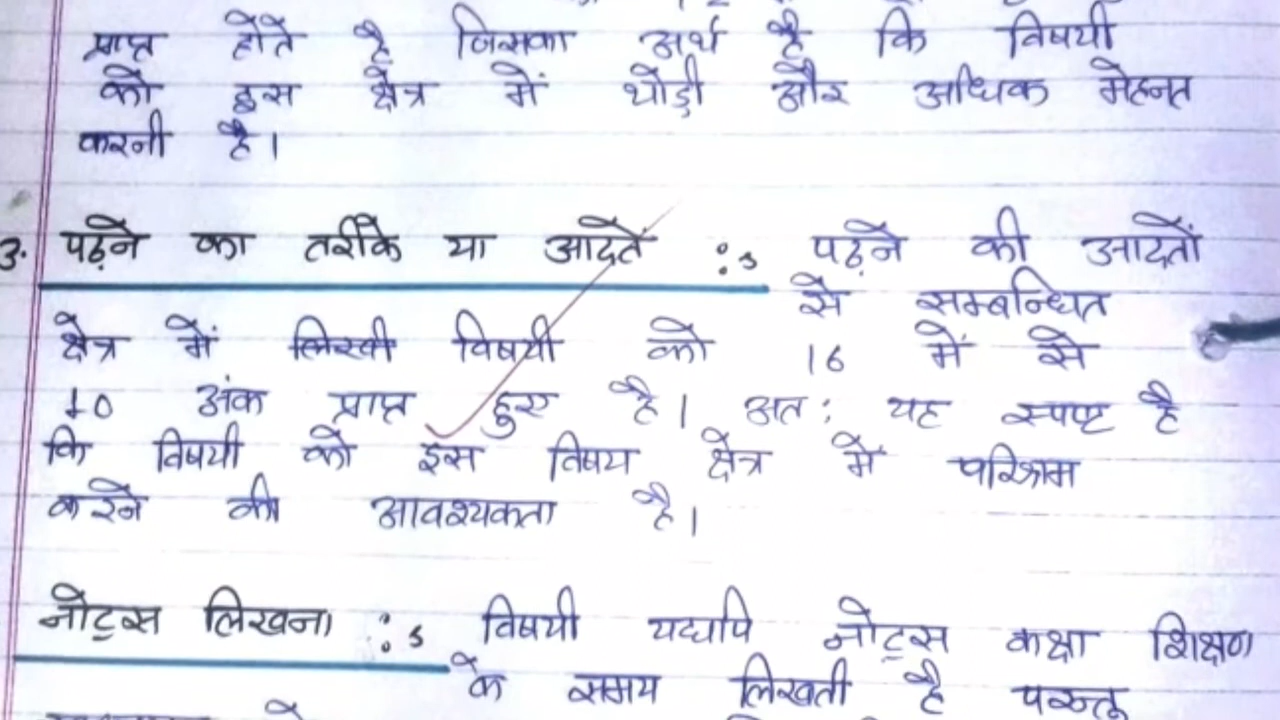 प्राप्त होते है जिसका अर्थ है कि विषयी
को इस क्षेत्र में थोड़ी और अधिक मेहनत
करनी है।
3. पढ़ने का तरीके या आदतें :- पढ़ने की आदतों
से सम्बन्धित
क्षेत्र में विषयी को 16 में से
10 अंक प्राप्त हुए है। अतः यह स्पष्ट है
कि विषयी को इस विषय क्षेत्र में परिश्रम
करने की आवश्यकता है।
नोट्स लिखना :- विषयी यद्यपि नोट्स कक्षा शिक्षण
के समय लिखती है परन्तु